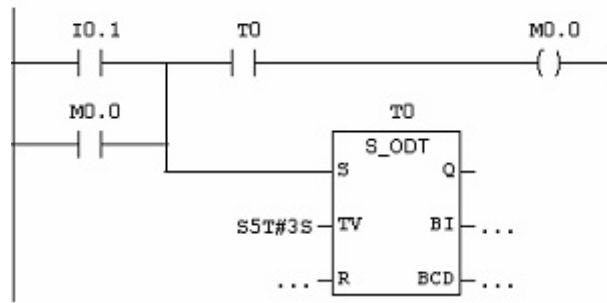 I0.1 T0 M0.0
M0.0
T0
S_ODT
S Q
S5T#3S TV BI ...
... R BCD ...